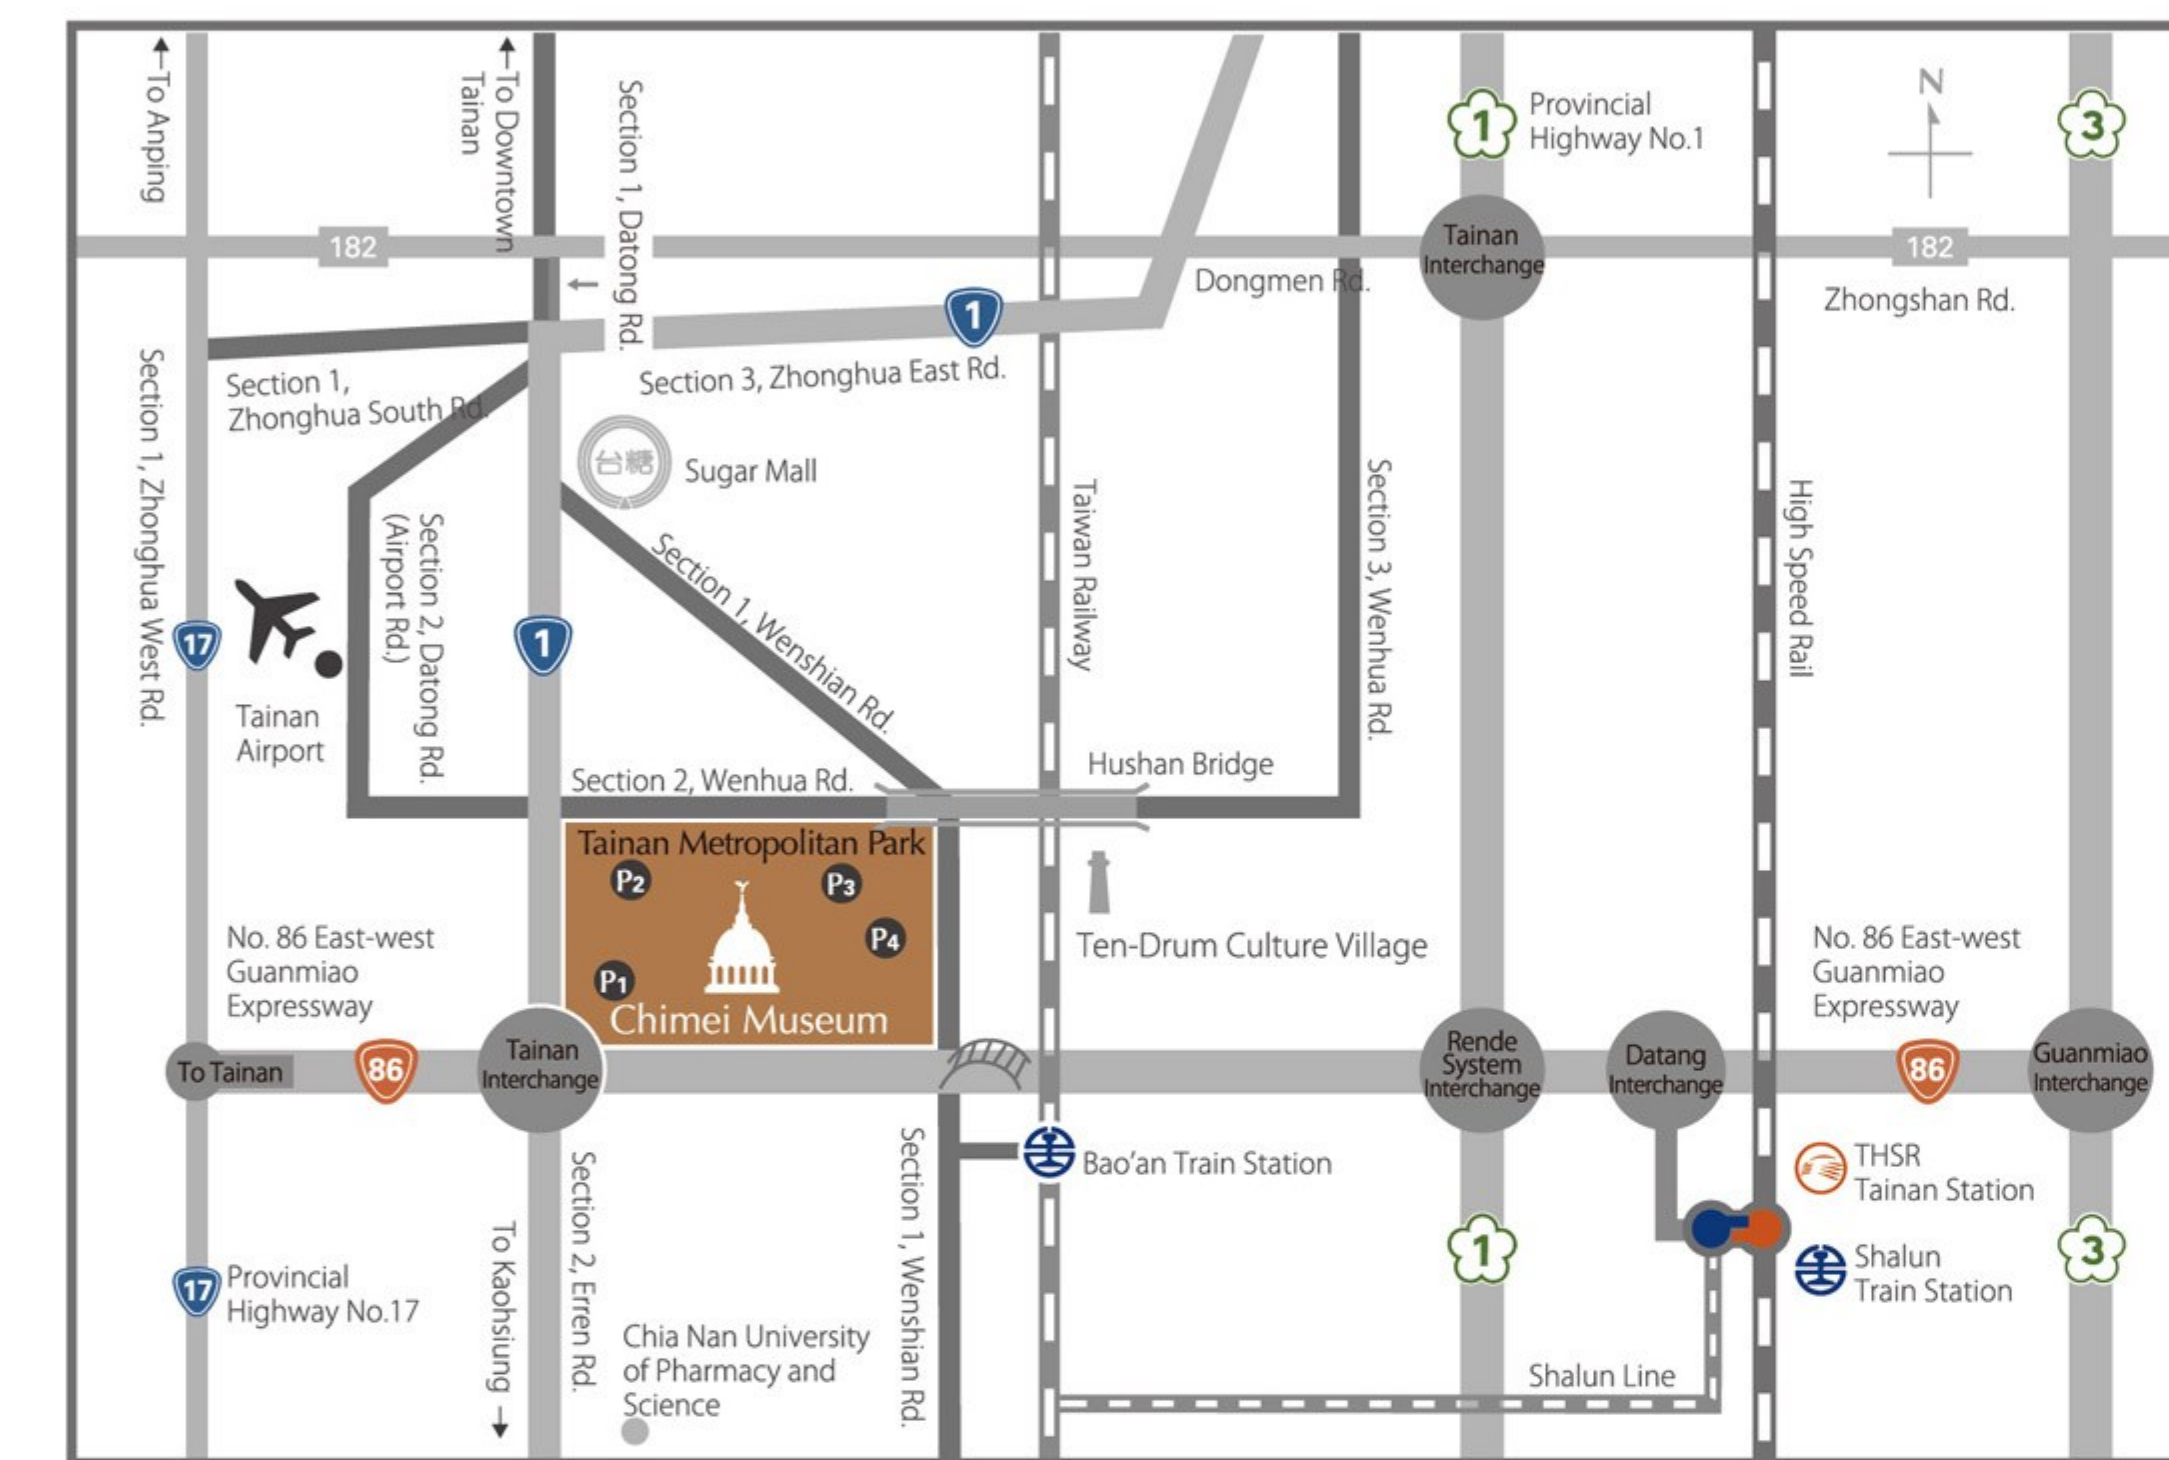 ←To Anping
←To Downtown
Tainan
Section 1, Datong Rd.
1
Provincial
Highway No.1
N
3
182
Tainan
Interchange
182
←
Dongmen Rd.
Zhongshan Rd.
1
Section 1,
Zhonghua South Rd.
Section 3, Zhonghua East Rd.
Section 1, Zhonghua West Rd.
台糖
Sugar Mall
Section 2, Datong Rd.
(Airport Rd.)
Section 1, Wenshian Rd.
Taiwan Railway
Section 3, Wenhua Rd.
High Speed Rail
17
1
Tainan
Airport
Section 2, Wenhua Rd.
Hushan Bridge
Tainan Metropolitan Park
P2
P3
P4
P1
Chimei Museum
Ten-Drum Culture Village
No. 86 East-west
Guanmiao
Expressway
No. 86 East-west
Guanmiao
Expressway
To Tainan
86
Tainan
Interchange
Rende
System
Interchange
Datang
Interchange
86
Guanmiao
Interchange
Bao'an Train Station
THSR
Tainan Station
Section 2, Erren Rd.
To Kaohsiung →
Section 1, Wenshian Rd.
1
3
Shalun
Train Station
17
Provincial
Highway No.17
Chia Nan University
of Pharmacy and
Science
Shalun Line